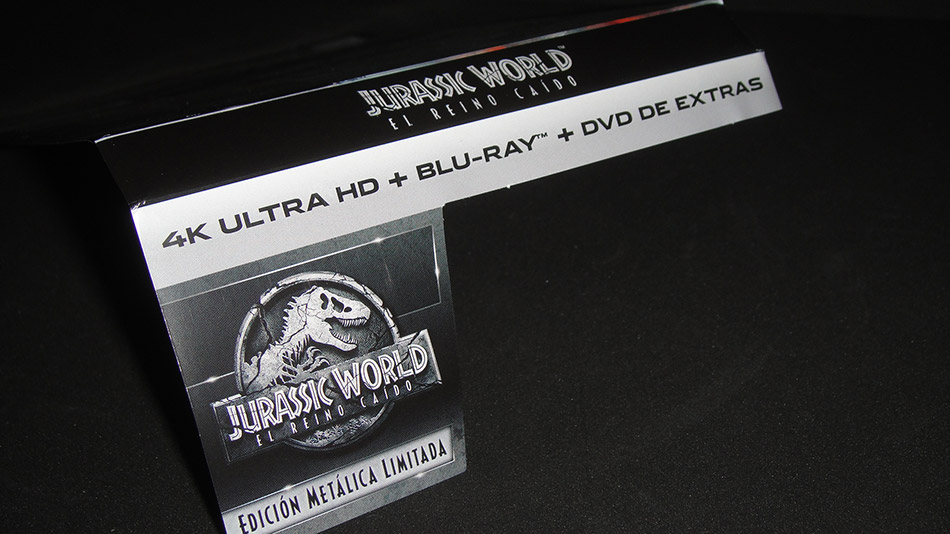 JURASSIC WORLD™
EL REINO CAÍDO
4K ULTRA HD + BLU-RAY™ + DVD DE EXTRAS
JURASSIC WORLD
EL REINO CAÍDO
EDICIÓN METÁLICA LIMITADA